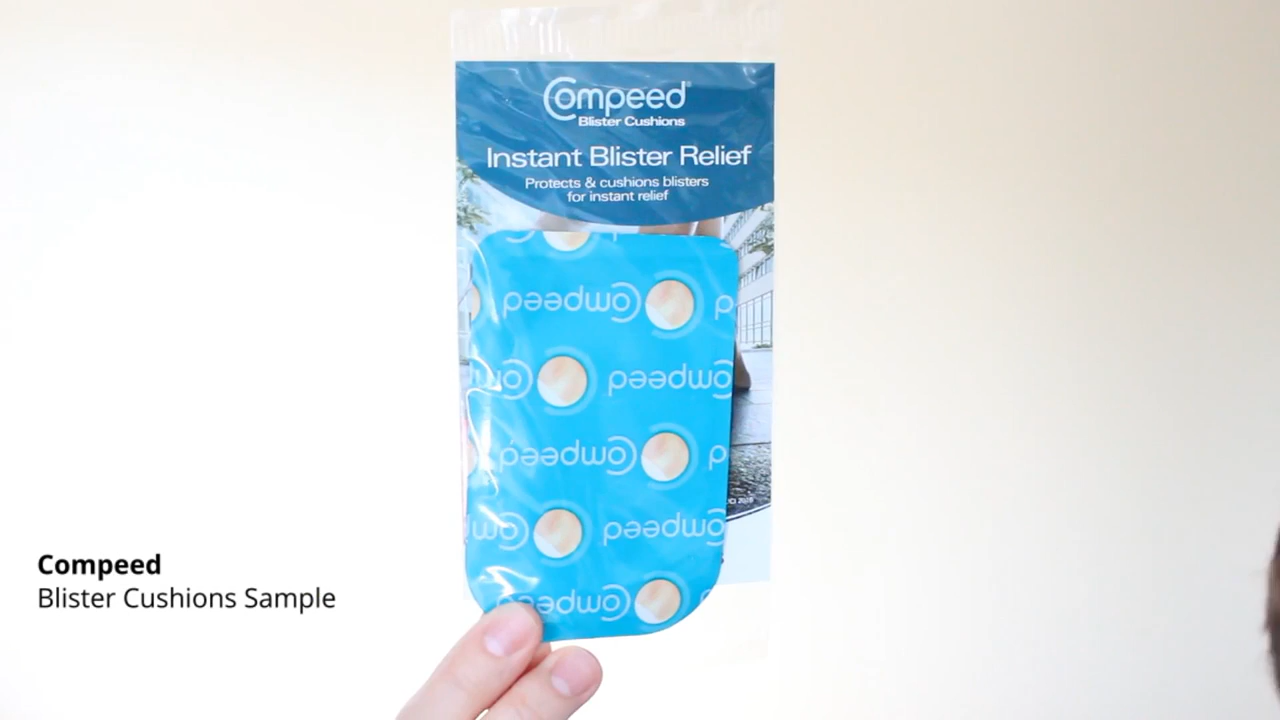 Compeed®
Blister Cushions
Instant Blister Relief
Protects & cushions blisters
for instant relief
Compeed
Compeed
Compeed
Compeed
Compeed
Compeed
Blister Cushions Sample